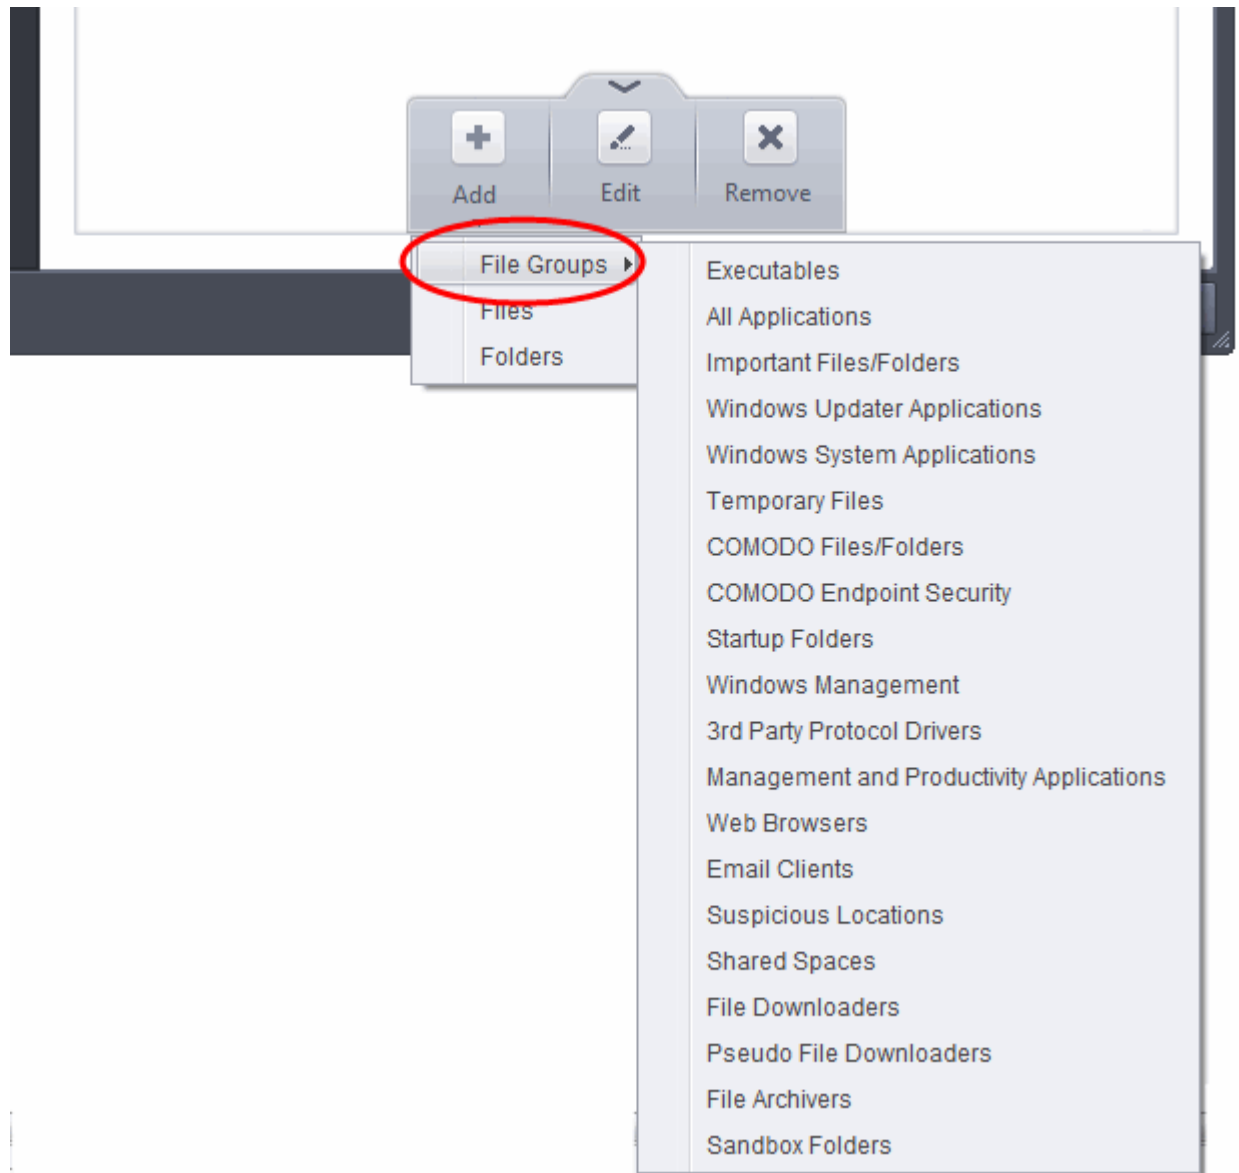 Add
Edit
Remove
File Groups
Files
Folders
Executables
All Applications
Important Files/Folders
Windows Updater Applications
Windows System Applications
Temporary Files
COMODO Files/Folders
COMODO Endpoint Security
Startup Folders
Windows Management
3rd Party Protocol Drivers
Management and Productivity Applications
Web Browsers
Email Clients
Suspicious Locations
Shared Spaces
File Downloaders
Pseudo File Downloaders
File Archivers
Sandbox Folders